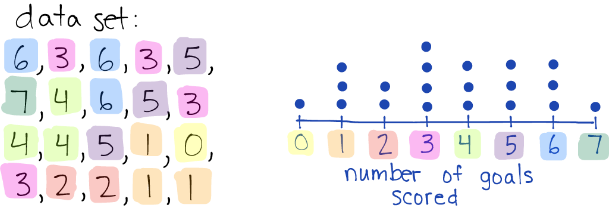 data set:
6, 3, 6, 3, 5,
7, 4, 6, 5, 3
4, 4, 5, 1, 0,
3, 2, 2, 1, 1
0 1 2 3 4 5 6 7
number of goals
scored